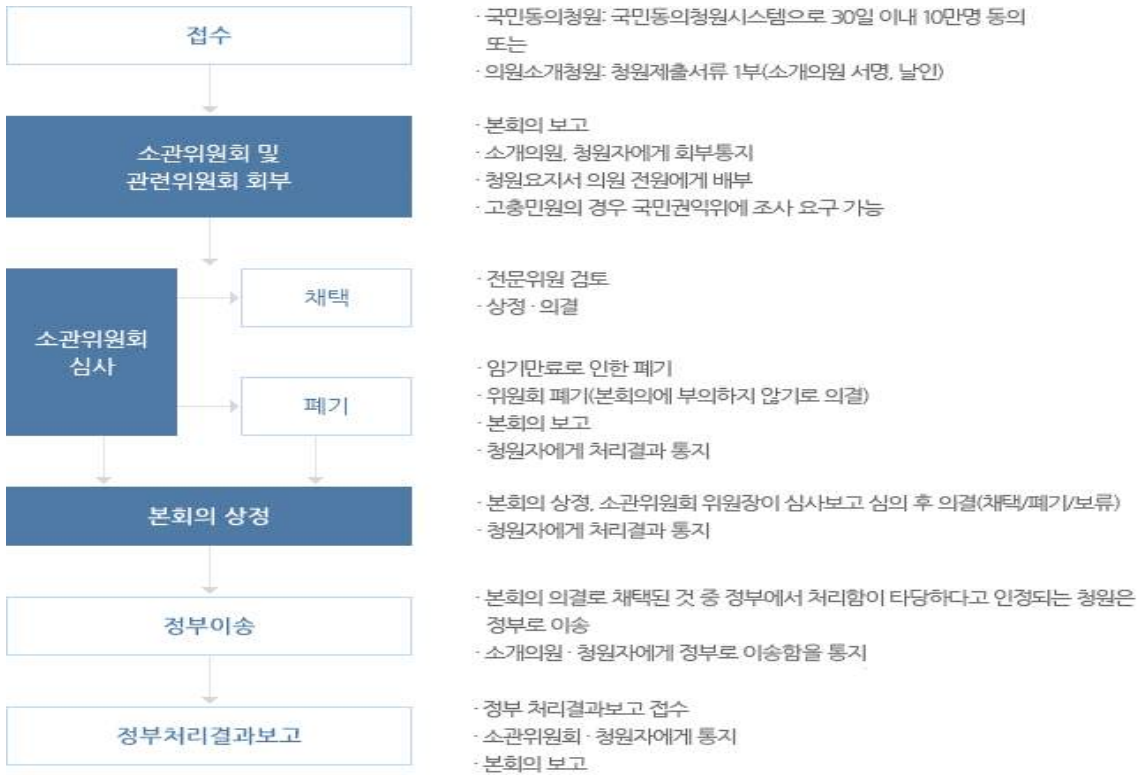 접수
· 국민동의청원: 국민동의청원시스템으로 30일 이내 10만명 동의
또는
· 의원소개청원: 청원제출서류 1부(소개의원 서명, 날인)
소관위원회 및
관련위원회 회부
· 본회의 보고
· 소개의원, 청원자에게 회부통지
· 청원요지서 의원 전원에게 배부
· 고충민원의 경우 국민권익위에 조사 요구 가능
소관위원회
심사
채택
· 전문위원 검토
· 상정 · 의결
폐기
· 임기만료로 인한 폐기
· 위원회 폐기(본회의에 부의하지 않기로 의결)
· 본회의 보고
· 청원자에게 처리결과 통지
본회의 상정
· 본회의 상정, 소관위원회 위원장이 심사보고 심의 후 의결(채택/폐기/보류)
· 청원자에게 처리결과 통지
정부이송
· 본회의 의결로 채택된 것 중 정부에서 처리함이 타당하다고 인정되는 청원은
정부로 이송
· 소개의원 · 청원자에게 정부로 이송함을 통지
정부처리결과보고
· 정부 처리결과보고 접수
· 소관위원회 · 청원자에게 통지
· 본회의 보고